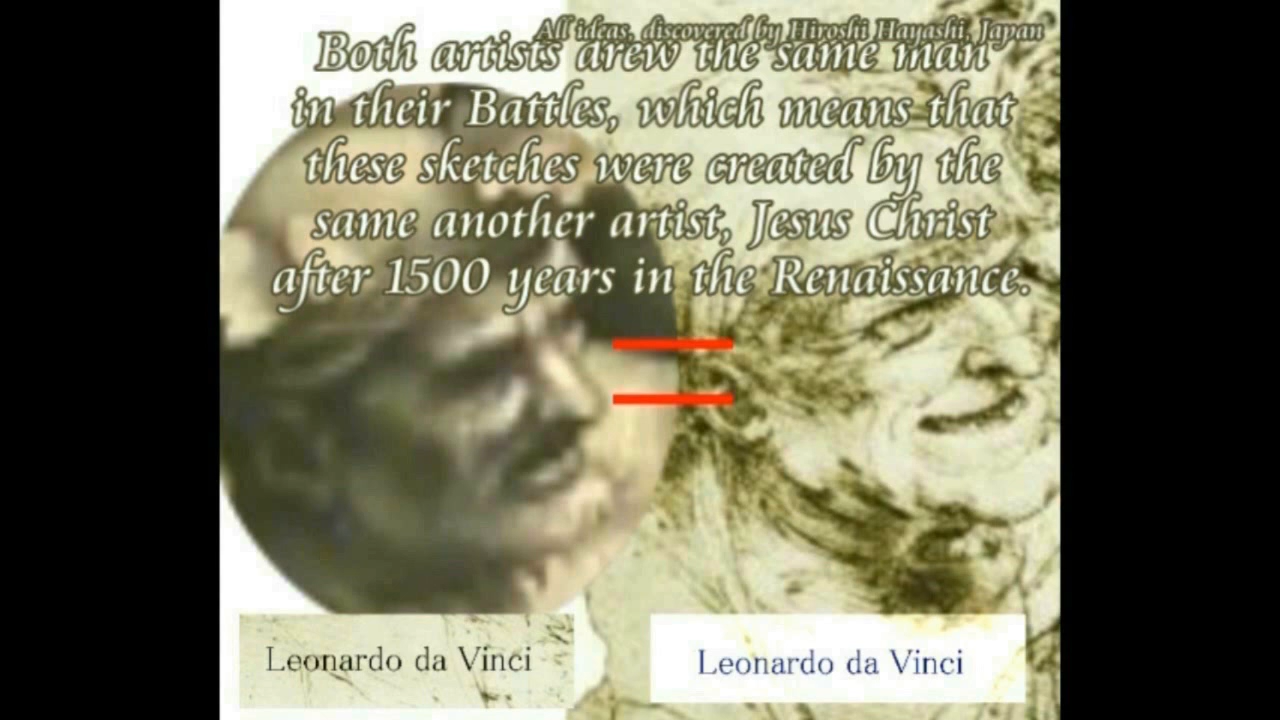 All ideas, discovered by Hiroshi Hayashi, Japan
Both artists drew the same man
in their Battles, which means that
these sketches were created by the
same another artist, Jesus Christ
after 1500 years in the Renaissance.
Leonardo da Vinci
Leonardo da Vinci